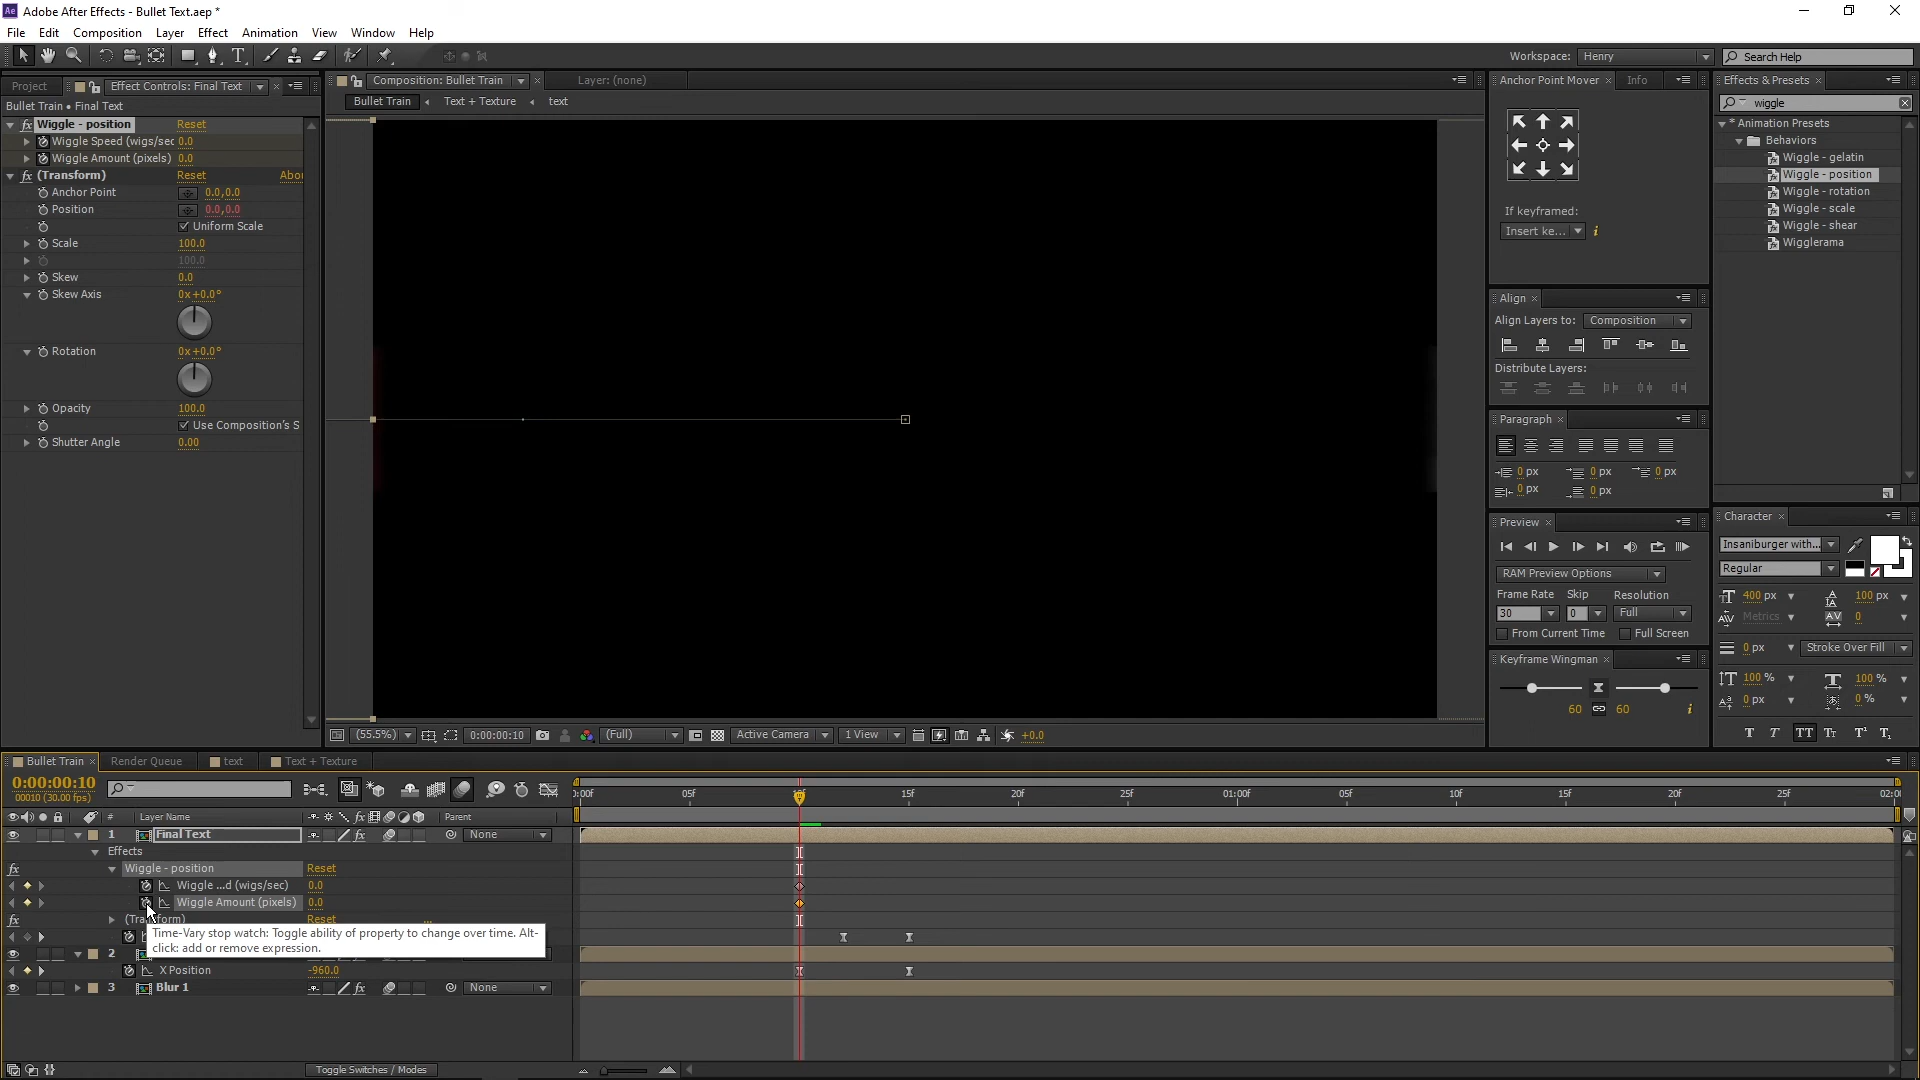 Adobe After Effects - Bullet Text.aep *
File Edit Composition Layer Effect Animation View Window Help
Workspace: Henry Search Help
Project Effect Controls: Final Text
Bullet Train • Final Text
Wiggle - position Reset
Wiggle Speed (wigs/sec 0.0
Wiggle Amount (pixels) 0.0
(Transform) Reset Abou
Anchor Point 0.0,0.0
Position 0.0,0.0
Uniform Scale
Scale 100.0
100.0
Skew 0.0
Skew Axis 0x+0.0°
Rotation 0x+0.0°
Opacity 100.0
Use Composition's S
Shutter Angle 0.00
Composition: Bullet Train Layer: (none)
Bullet Train Text + Texture text
(55.5%) 0:00:00:10 (Full) Active Camera 1 View +0.0
Anchor Point Mover Info
If keyframed:
Insert ke...
Align
Align Layers to: Composition
Distribute Layers:
Paragraph
0 px 0 px 0 px
0 px 0 px
Preview
RAM Preview Options
Frame Rate Skip Resolution
30 0 Full
From Current Time Full Screen
Keyframe Wingman
60 60
Effects & Presets
wiggle
* Animation Presets
Behaviors
Wiggle - gelatin
Wiggle - position
Wiggle - rotation
Wiggle - scale
Wiggle - shear
Wigglerama
Character
Insaniburger with...
Regular
400 px 100 px
Metrics 0
0 px Stroke Over Fill
100 % 100 %
0 px 0 %
T T TT Tt T¹ T₁
Bullet Train Render Queue text Text + Texture
0:00:00:10
00010 (30.00 fps)
:00f 05f 15f 20f 25f 01:00f 05f 10f 15f 20f 25f 02:00
# Layer Name Parent
1 Final Text None
Effects
Wiggle - position Reset
Wiggle ...d (wigs/sec) 0.0
Wiggle Amount (pixels) 0.0
(Transform) Reset ...
Time-Vary stop watch: Toggle ability of property to change over time. Alt-
click: add or remove expression.
2
X Position -960.0
3 Blur 1 None
Toggle Switches / Modes